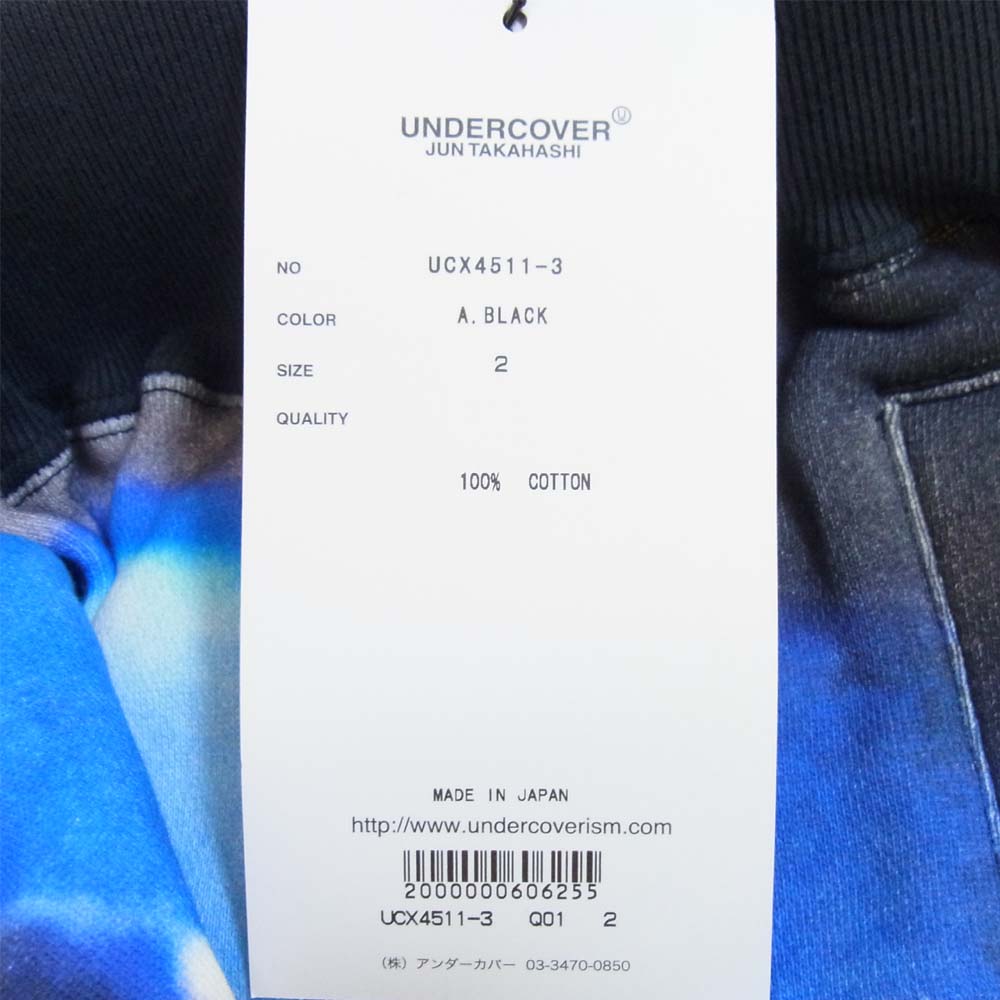 UNDERCOVER Ⓤ
JUN TAKAHASHI
NO UCX4511-3
COLOR A.BLACK
SIZE 2
QUALITY
100% COTTON
MADE IN JAPAN
http://www.undercoverism.com
2000000606255
UCX4511-3 Q01 2
(株) アンダーカバー 03-3470-0850